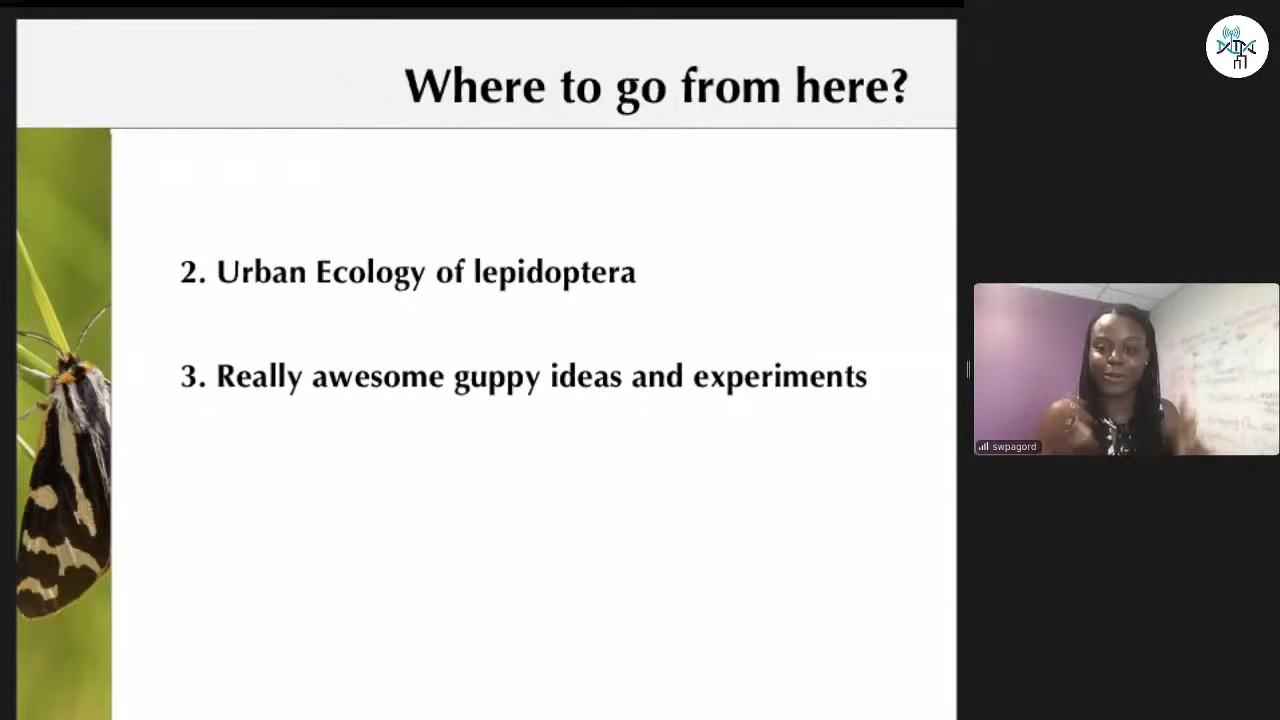 Where to go from here?
2. Urban Ecology of lepidoptera
3. Really awesome guppy ideas and experiments
swpagord